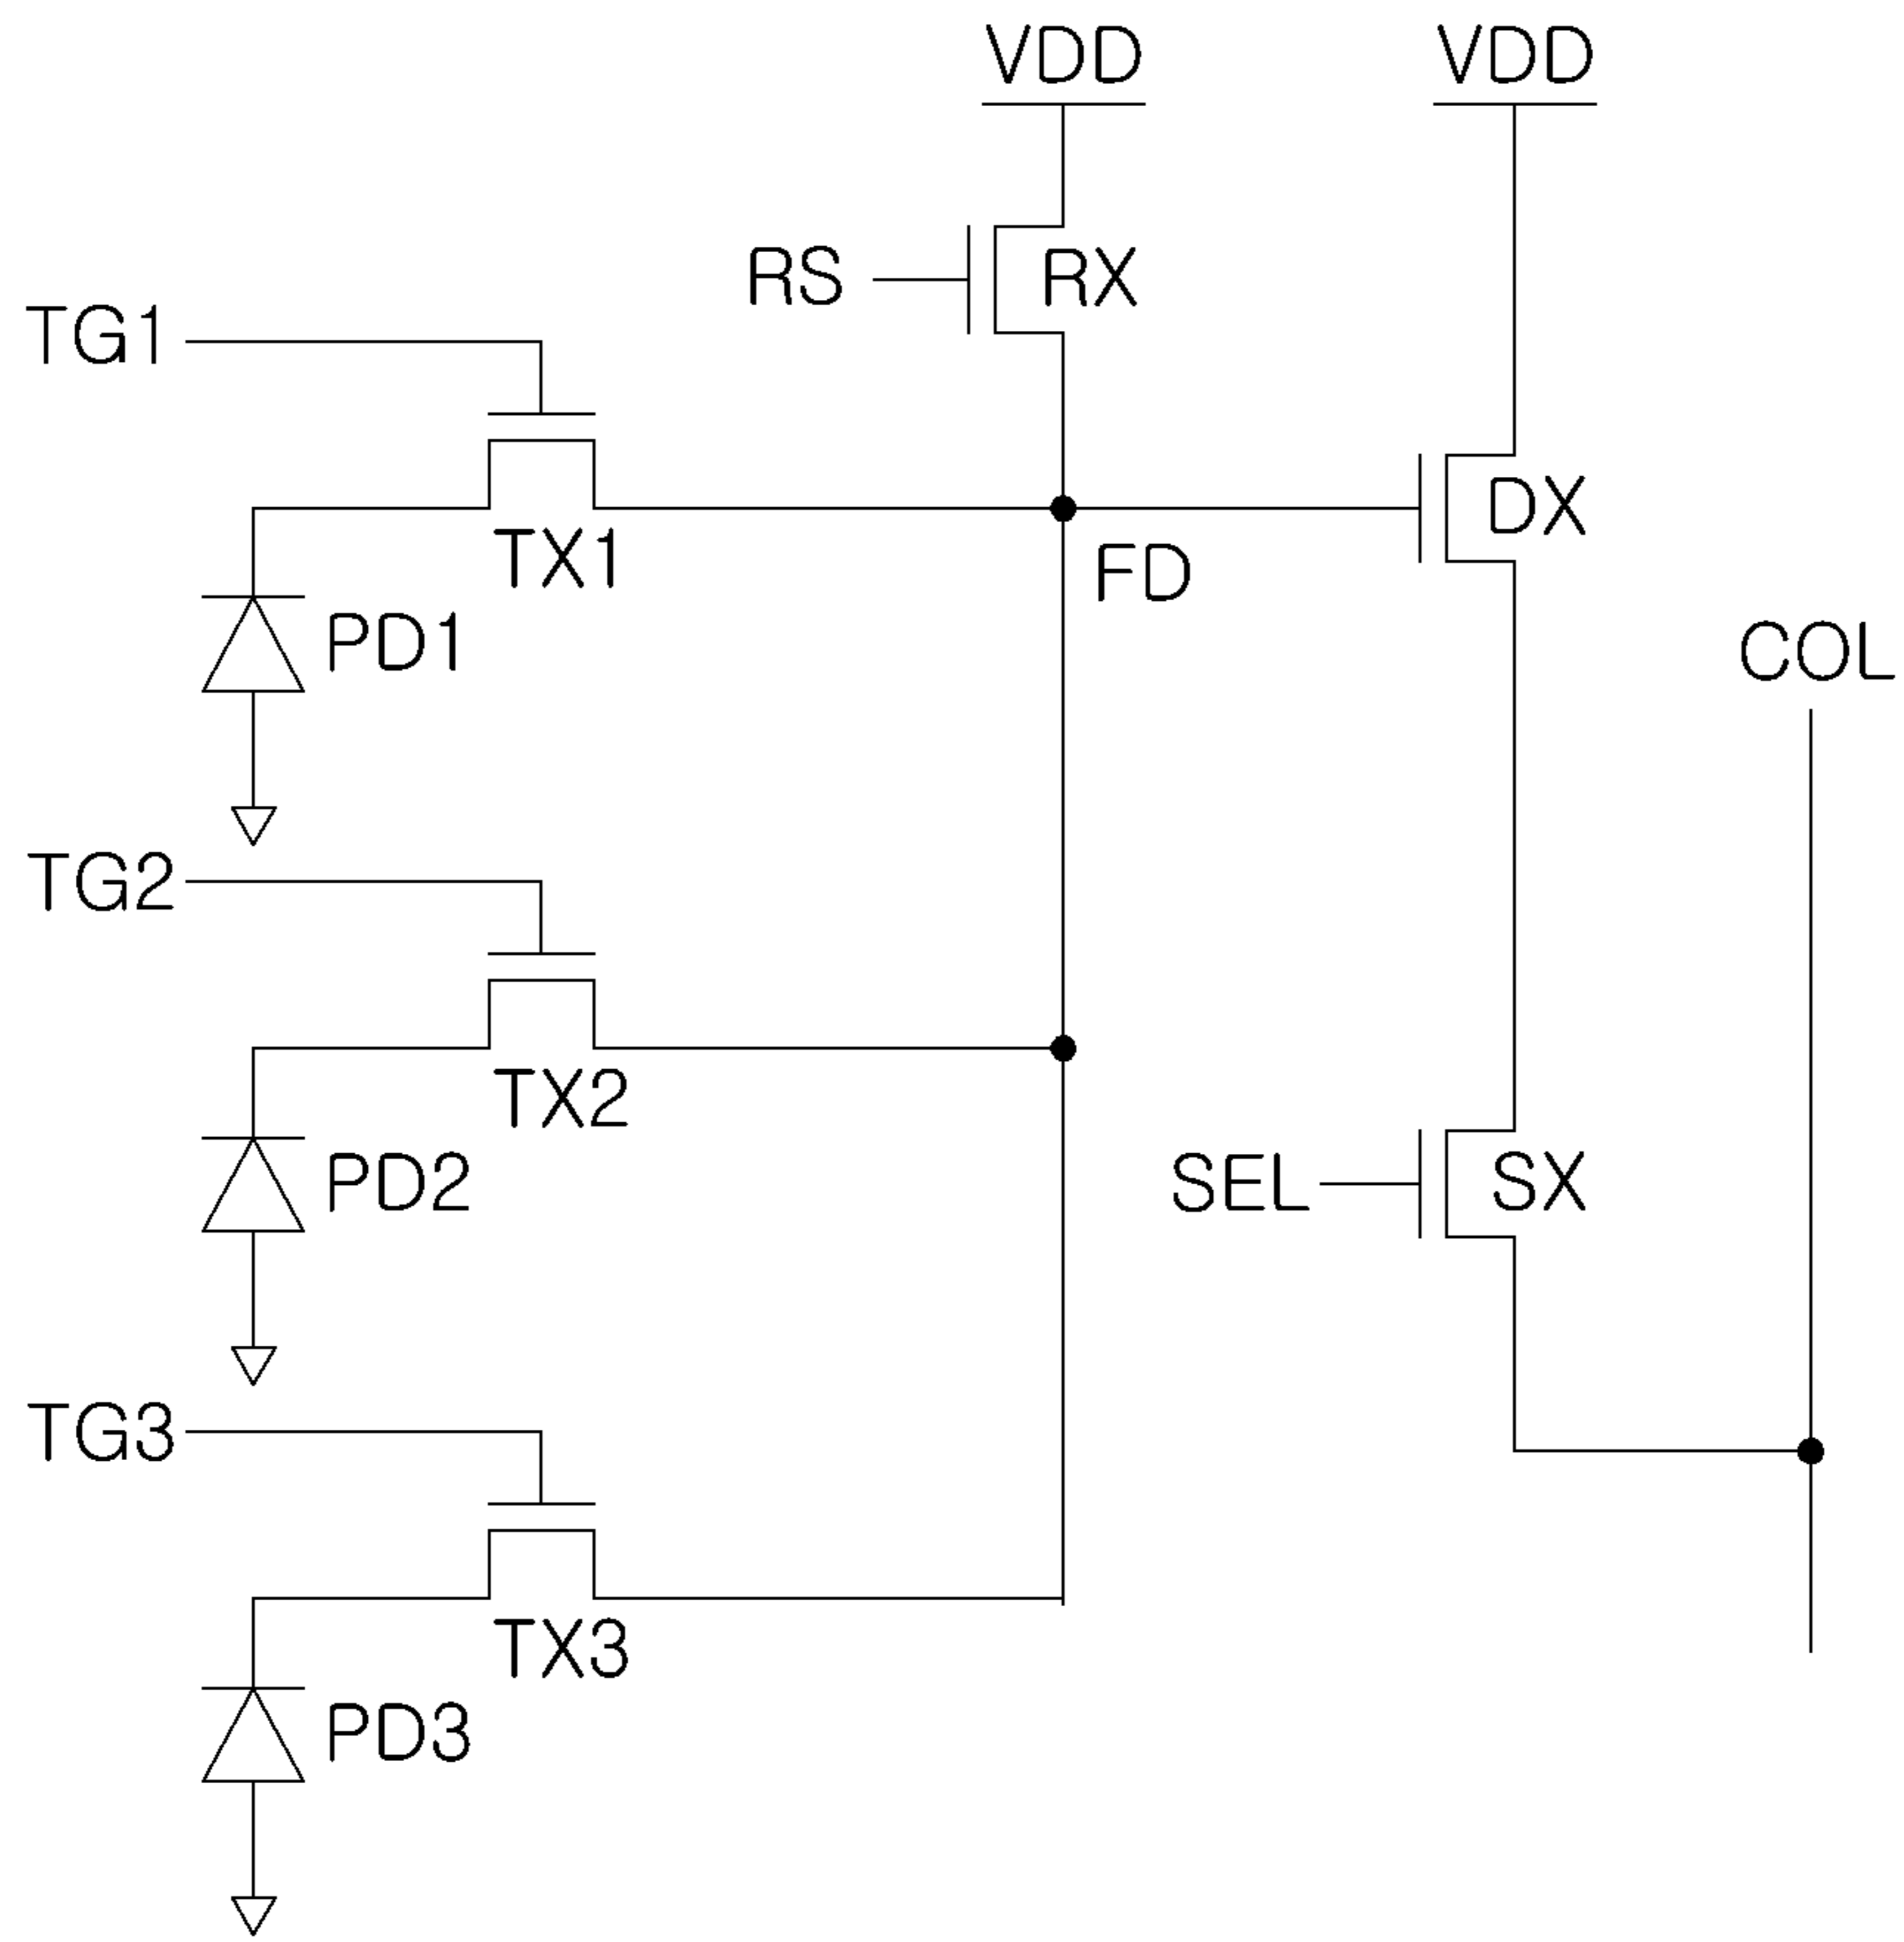 VDD VDD
RS RX
TG1
TX1
DX
FD
PD1
COL
TG2
TX2
PD2
SEL SX
TG3
TX3
PD3